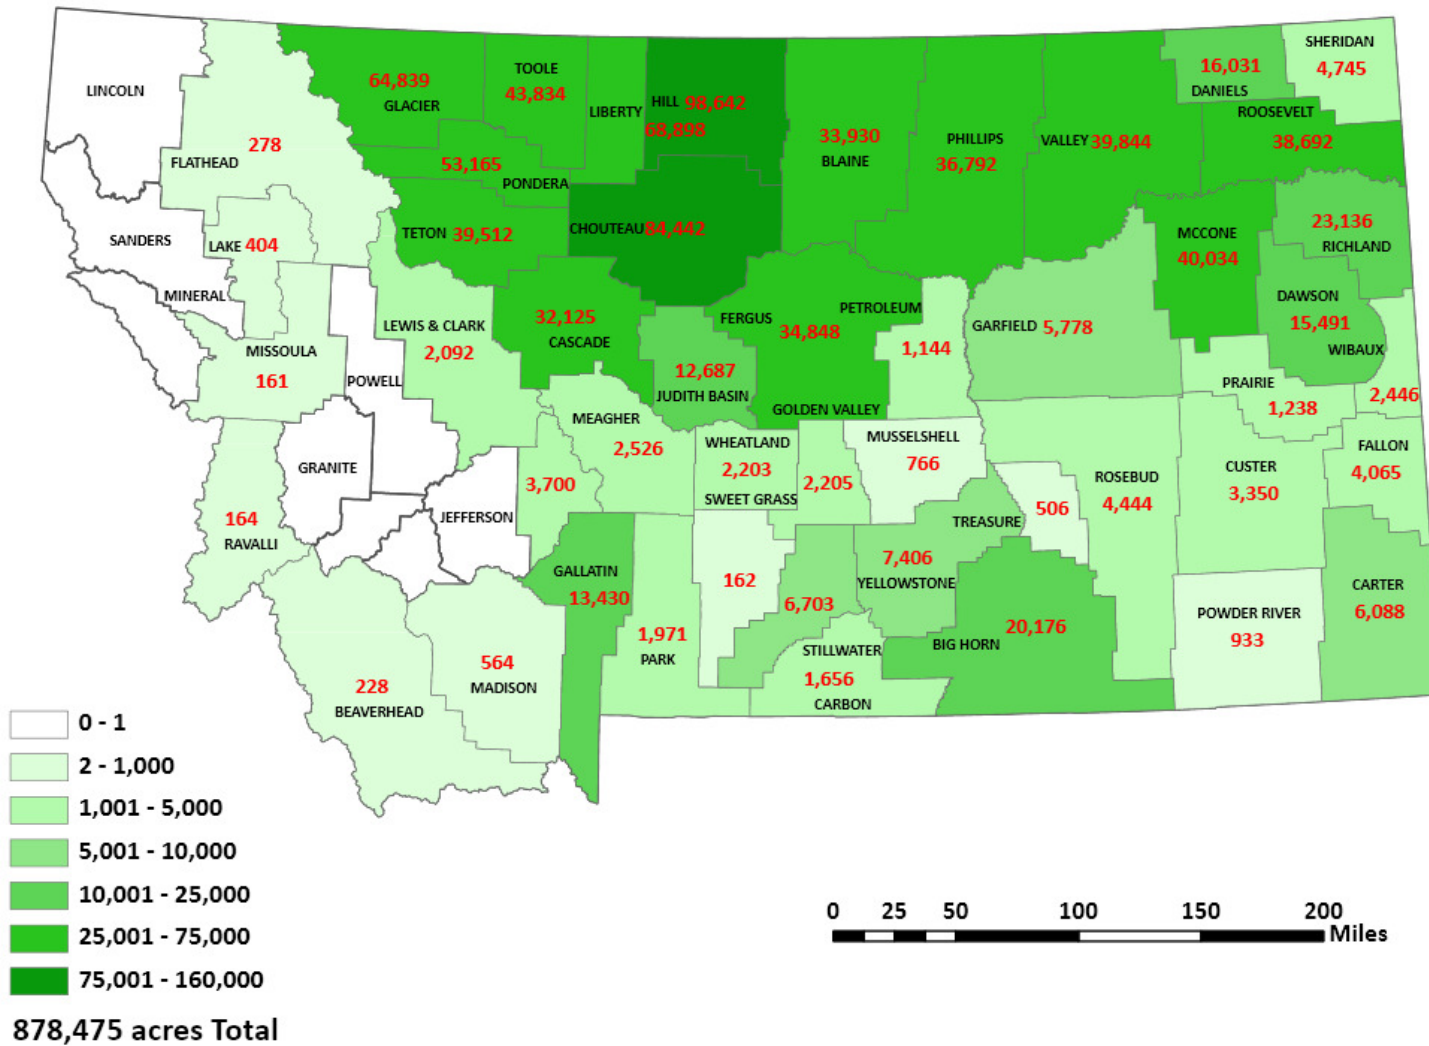 SHERIDAN
4,745
16,031
DANIELS
TOOLE
43,834
64,839
GLACIER
LINCOLN
LIBERTY
HILL 98,642
68,898
ROOSEVELT
38,692
33,930
BLAINE
PHILLIPS
36,792
VALLEY 39,844
278
FLATHEAD
53,165
PONDERA
TETON 39,512
CHOUTEAU 84,442
23,136
RICHLAND
MCCONE
40,034
SANDERS
LAKE 404
MINERAL
DAWSON
15,491
WIBAUX
2,446
LEWIS & CLARK
2,092
32,125
CASCADE
FERGUS 34,848
PETROLEUM
1,144
GARFIELD 5,778
MISSOULA
161
POWELL
12,687
JUDITH BASIN
PRAIRIE
1,238
GOLDEN VALLEY
MEAGHER
2,526
WHEATLAND
2,203
SWEET GRASS
2,205
MUSSELSHELL
766
FALLON
4,065
GRANITE
3,700
ROSEBUD
4,444
CUSTER
3,350
JEFFERSON
506
TREASURE
164
RAVALLI
GALLATIN
13,430
162
7,406
YELLOWSTONE
6,703
CARTER
6,088
POWDER RIVER
933
20,176
BIG HORN
1,971
PARK
STILLWATER
1,656
CARBON
564
MADISON
228
BEAVERHEAD
0 - 1
2 - 1,000
1,001 - 5,000
5,001 - 10,000
10,001 - 25,000
25,001 - 75,000
75,001 - 160,000
878,475 acres Total
0 25 50 100 150 200
Miles